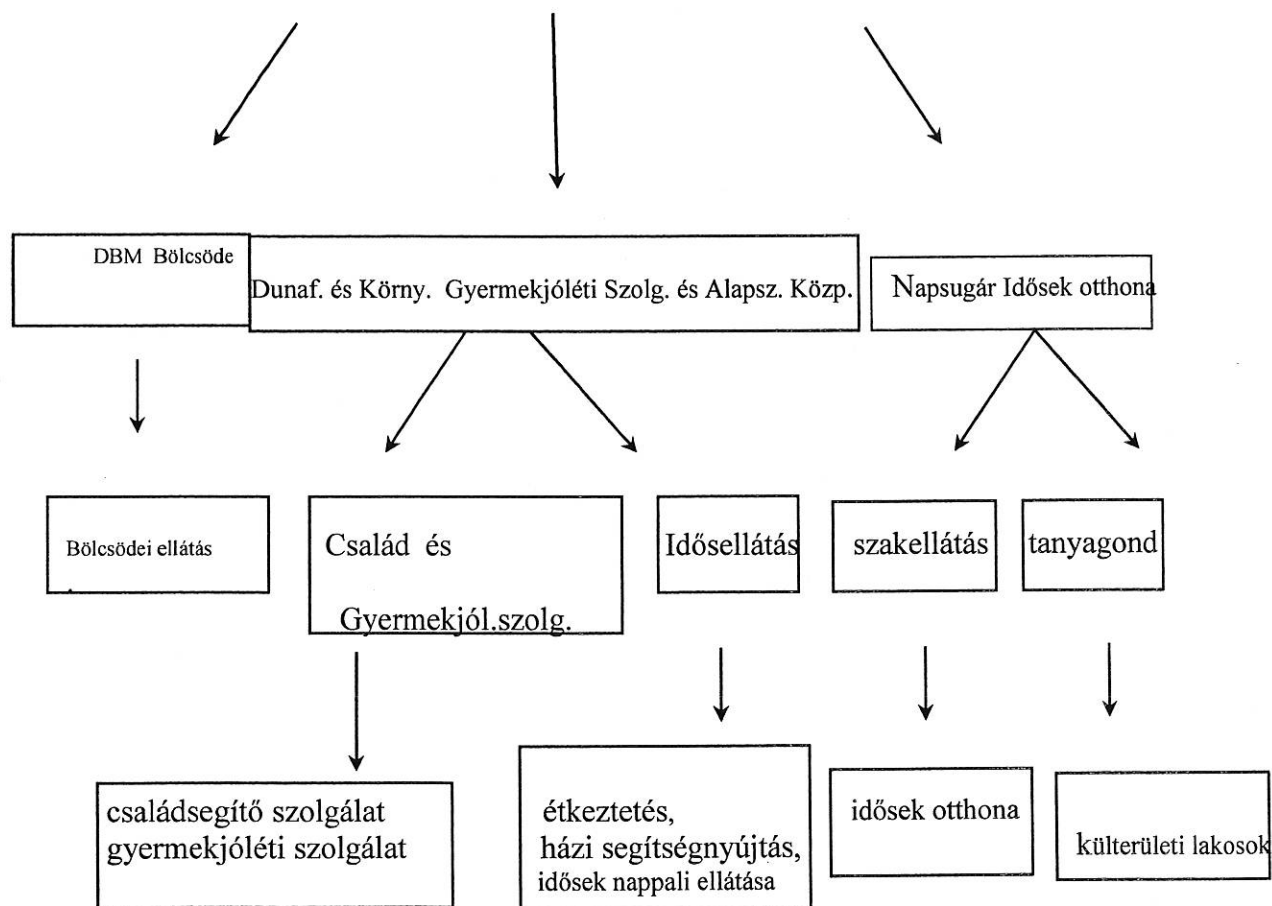 DBM Bölcsöde
Dunaf. és Körny. Gyermekjóléti Szolg. és Alapsz. Közp.
Napsugár Idősek otthona
Bölcsödei ellátás
Család és
Gyermekjól.szolg.
Idősellátás
szakellátás
tanyagond
családsegítő szolgálat
gyermekjóléti szolgálat
étkeztetés,
házi segítségnyújtás,
idősek nappali ellátása
idősek otthona
külterületi lakosok